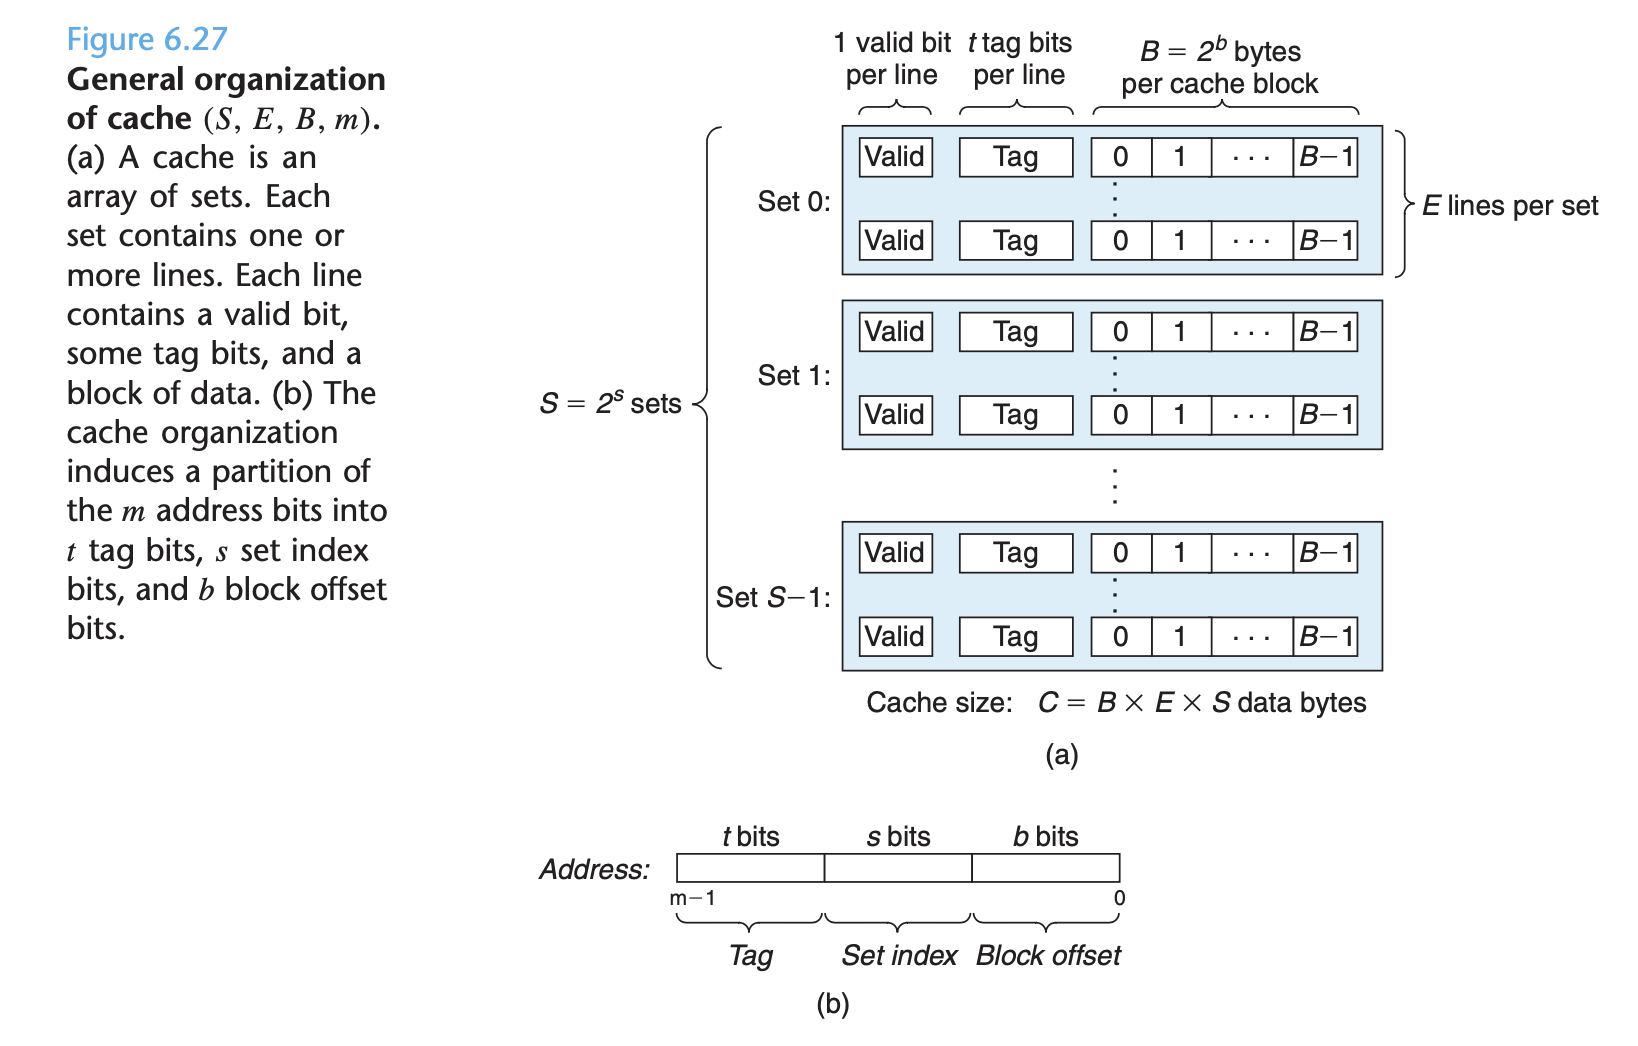 Figure 6.27
General organization
of cache (S, E, B, m).
(a) A cache is an
array of sets. Each
set contains one or
more lines. Each line
contains a valid bit,
some tag bits, and a
block of data. (b) The
cache organization
induces a partition of
the m address bits into
t tag bits, s set index
bits, and b block offset
bits.
1 valid bit per line
t tag bits per line
B = 2^b bytes
per cache block
Valid Tag 0 1 ··· B−1
Set 0:
E lines per set
Valid Tag 0 1 ··· B−1
Valid Tag 0 1 ··· B−1
Set 1:
S = 2^s sets
Valid Tag 0 1 ··· B−1
Valid Tag 0 1 ··· B−1
Set S−1:
Valid Tag 0 1 ··· B−1
Cache size: C = B × E × S data bytes
(a)
t bits s bits b bits
Address:
m−1 0
Tag Set index Block offset
(b)